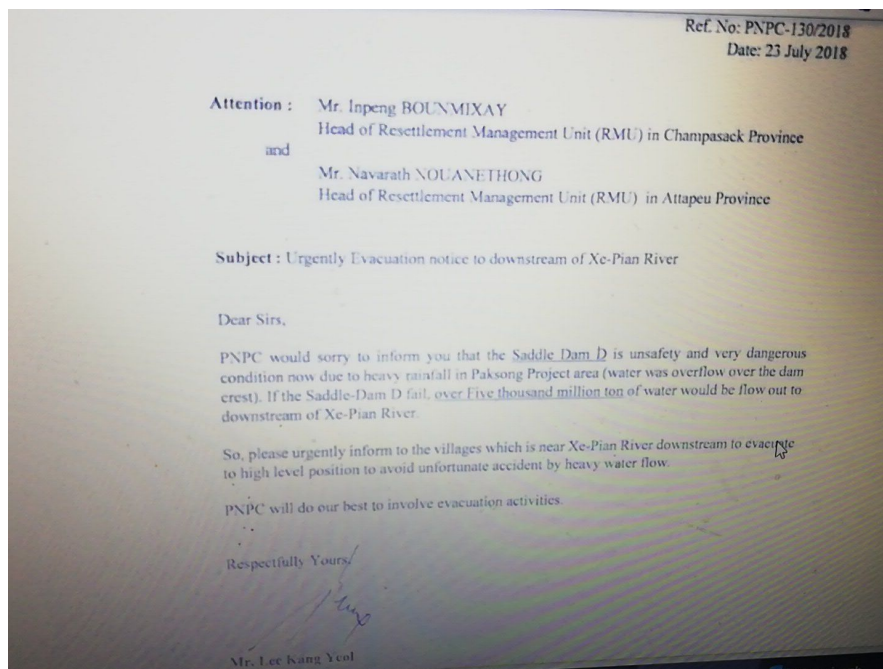 Ref. No: PNPC-130/2018
Date: 23 July 2018
Attention : Mr. Inpeng BOUNMIXAY
Head of Resettlement Management Unit (RMU) in Champasack Province
and
Mr. Navarath NOUANETHONG
Head of Resettlement Management Unit (RMU) in Attapeu Province
Subject : Urgently Evacuation notice to downstream of Xe-Pian River
Dear Sirs,
PNPC would sorry to inform you that the Saddle Dam D is unsafety and very dangerous
condition now due to heavy rainfall in Paksong Project area (water was overflow over the dam
crest). If the Saddle-Dam D fail, over Five thousand million ton of water would be flow out to
downstream of Xe-Pian River.
So, please urgently inform to the villages which is near Xe-Pian River downstream to evacuate
to high level position to avoid unfortunate accident by heavy water flow.
PNPC will do our best to involve evacuation activities.
Respectfully Yours,
Mr. Lee Kang Yeol